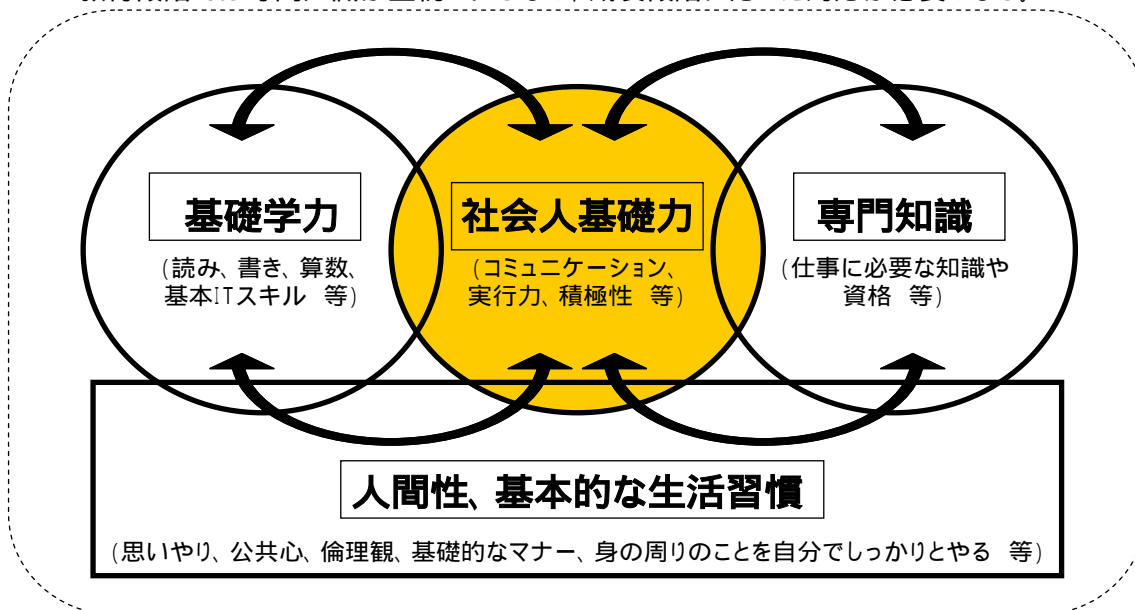 基礎学力
(読み、書き、算数、
基本ITスキル 等)
社会人基礎力
(コミュニケーション、
実行力、積極性 等)
専門知識
(仕事に必要な知識や
資格 等)
人間性、基本的な生活習慣
(思いやり、公共心、倫理観、基礎的なマナー、身の周りのことを自分でしっかりとやる 等)